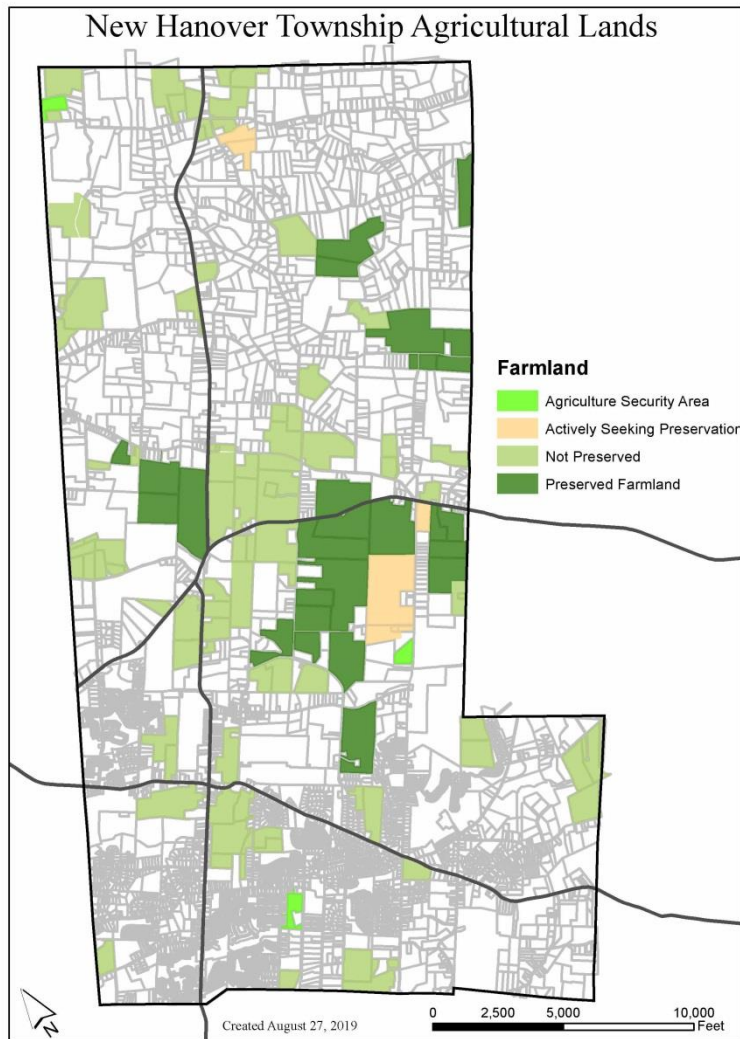 New Hanover Township Agricultural Lands
Farmland
Agriculture Security Area
Actively Seeking Preservation
Not Preserved
Preserved Farmland
N
Created August 27, 2019
0 2,500 5,000 10,000
Feet